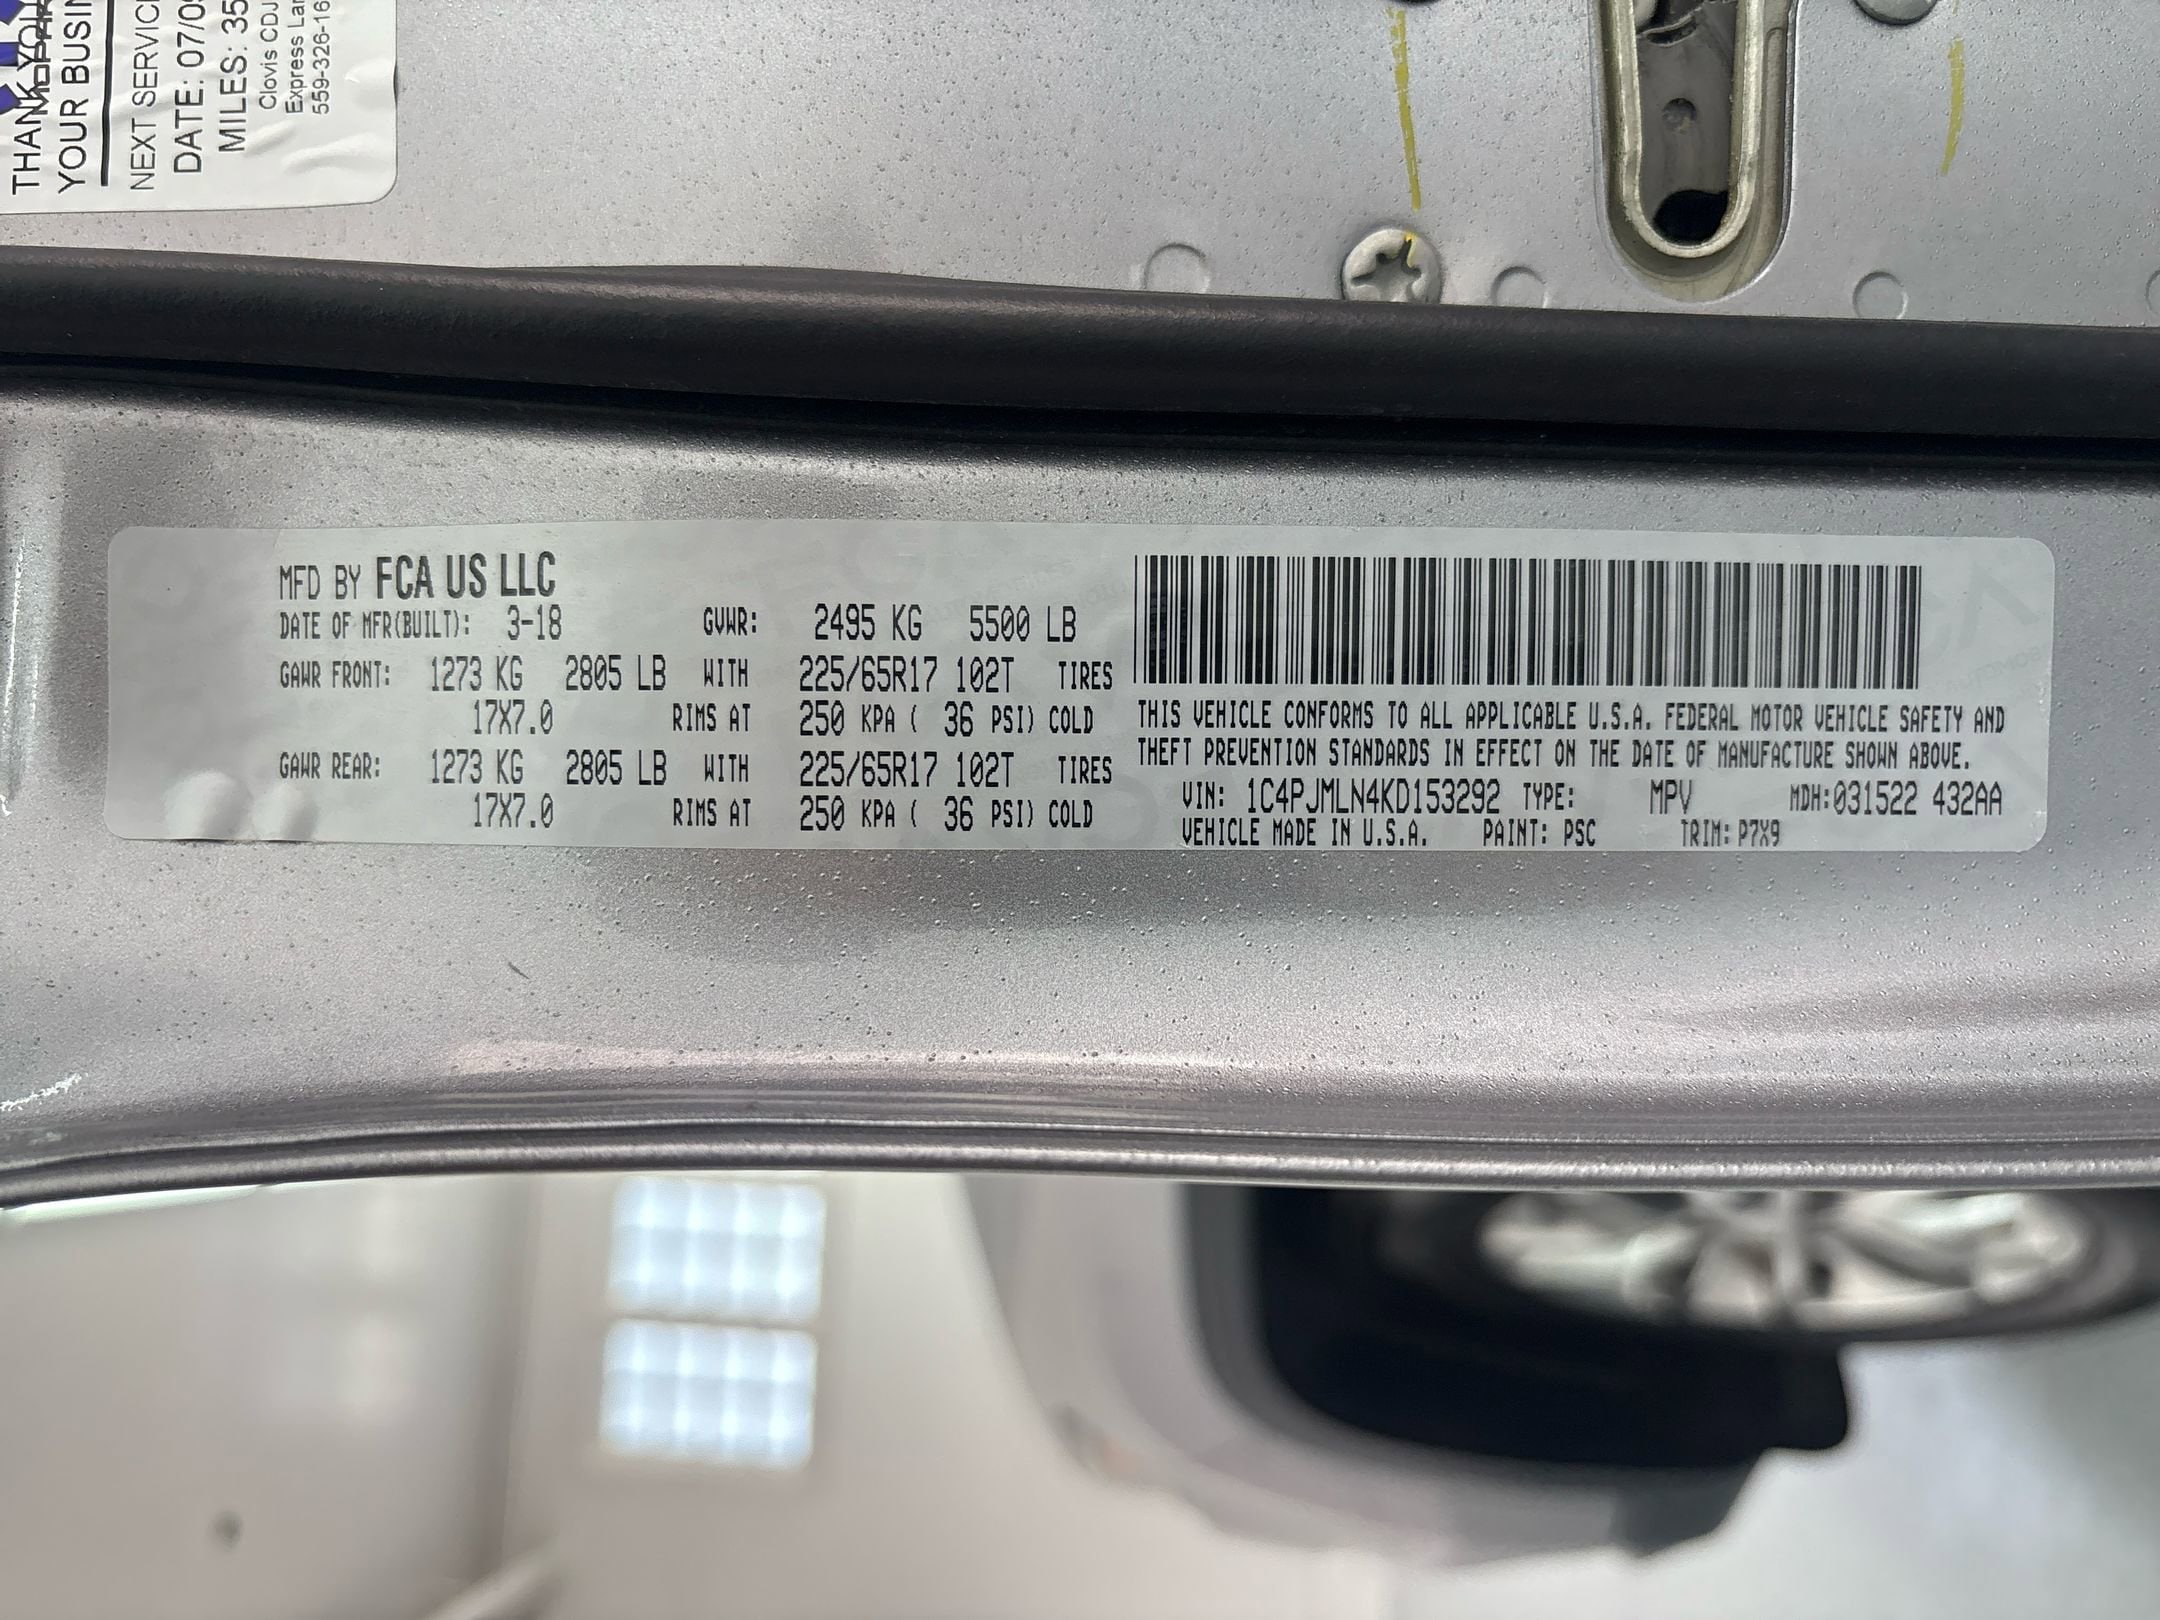 THANK YOU
YOUR BUSIN
NEXT SERVIC
DATE: 07/0
MILES: 35
Clovis CDJ
Express La
559-326-16
MFD BY FCA US LLC
DATE OF MFR(BUILT): 3-18 GVWR: 2495 KG 5500 LB
GAWR FRONT: 1273 KG 2805 LB WITH 225/65R17 102T TIRES
17X7.0 RIMS AT 250 KPA ( 36 PSI) COLD
GAWR REAR: 1273 KG 2805 LB WITH 225/65R17 102T TIRES
17X7.0 RIMS AT 250 KPA ( 36 PSI) COLD
THIS VEHICLE CONFORMS TO ALL APPLICABLE U.S.A. FEDERAL MOTOR VEHICLE SAFETY AND
THEFT PREVENTION STANDARDS IN EFFECT ON THE DATE OF MANUFACTURE SHOWN ABOVE.
VIN: 1C4PJMLN4KD153292 TYPE: MPV MDH:031522 432AA
VEHICLE MADE IN U.S.A. PAINT: PSC TRIM: P7X9